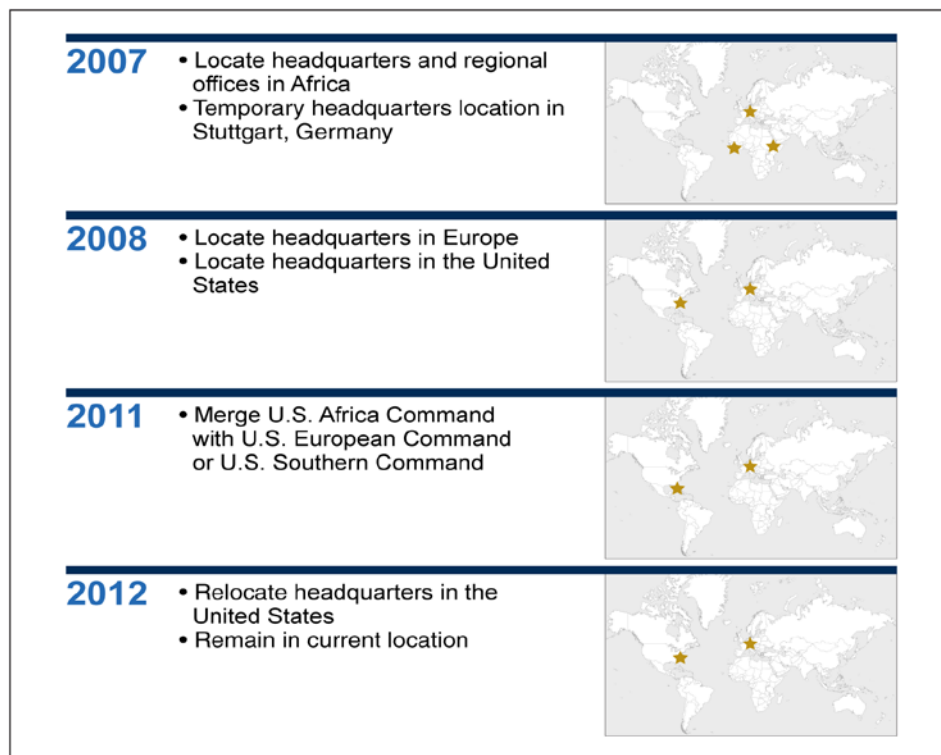 2007
• Locate headquarters and regional
offices in Africa
• Temporary headquarters location in
Stuttgart, Germany
2008
• Locate headquarters in Europe
• Locate headquarters in the United
States
2011
• Merge U.S. Africa Command
with U.S. European Command
or U.S. Southern Command
2012
• Relocate headquarters in the
United States
• Remain in current location